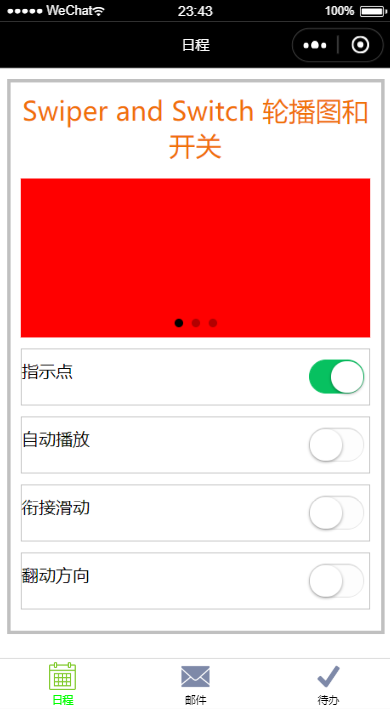 WeChat
23:43
100%
日程
Swiper and Switch 轮播图和
开关
指示点
自动播放
衔接滑动
翻动方向
日程
邮件
待办